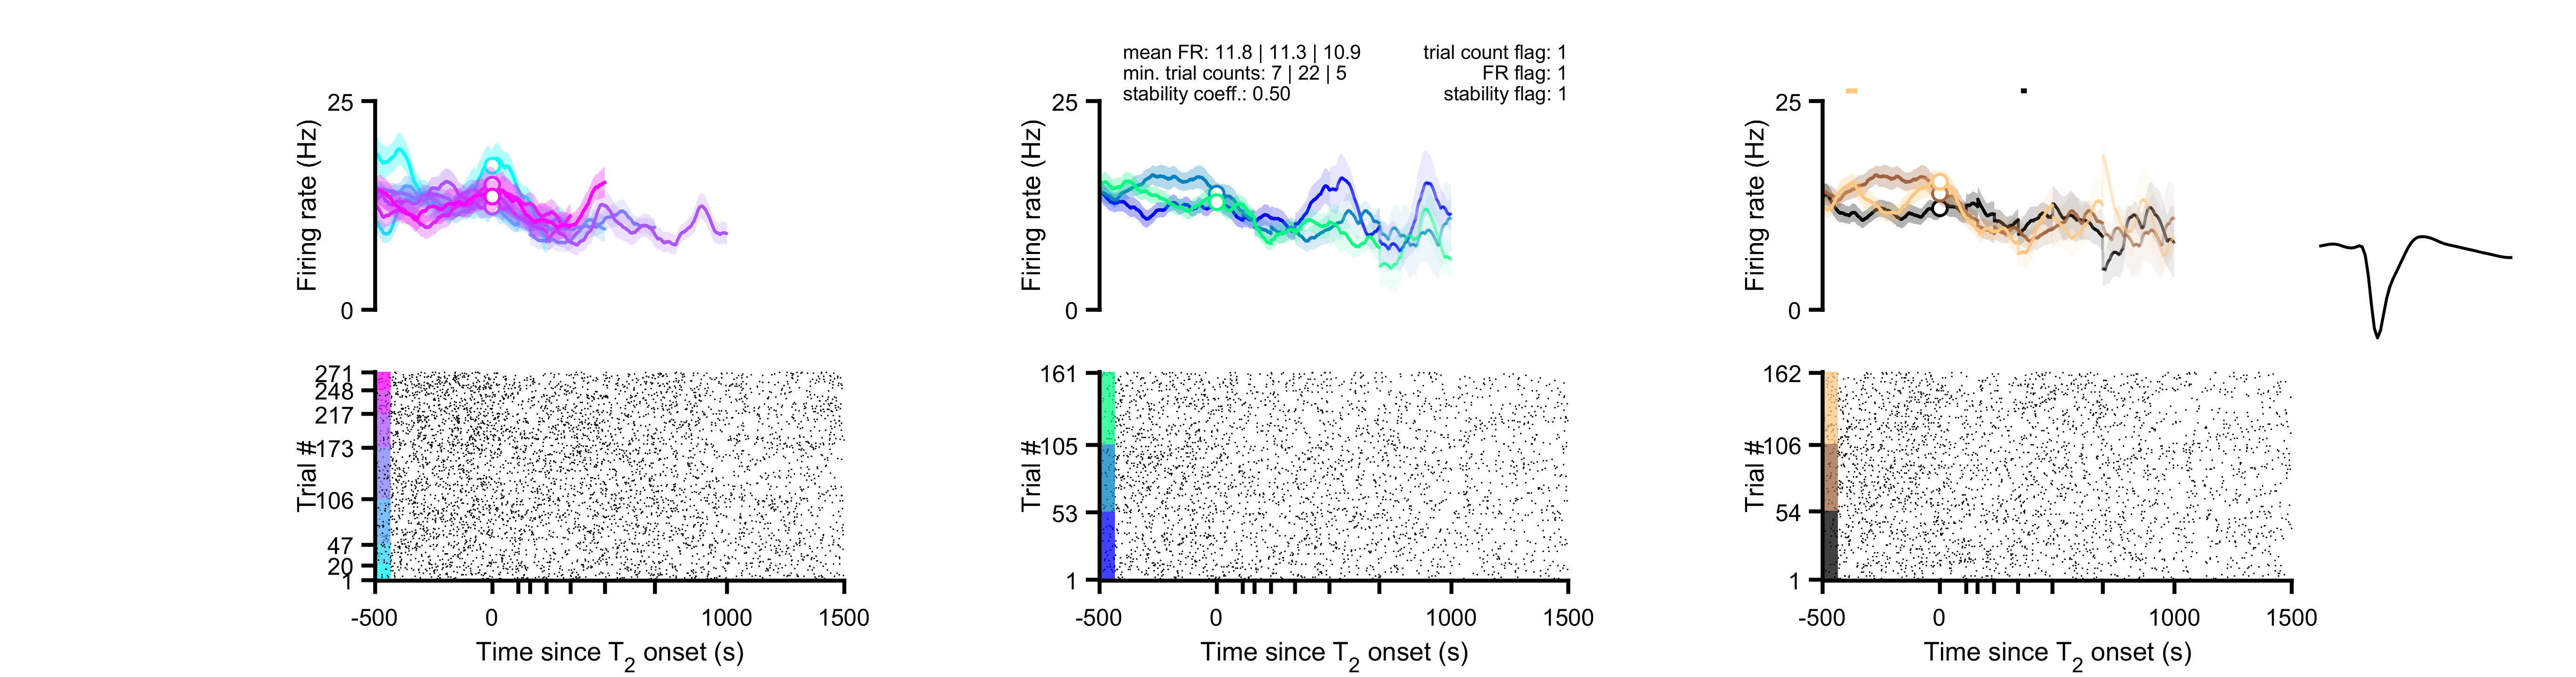 mean FR: 11.8 | 11.3 | 10.9
min. trial counts: 7 | 22 | 5
stability coeff.: 0.50
trial count flag: 1
FR flag: 1
stability flag: 1
25
Firing rate (Hz)
0
25
Firing rate (Hz)
0
25
Firing rate (Hz)
0
271
248
217
173
106
47
20
1
Trial #
-500 0 1000 1500
Time since T2 onset (s)
161
105
53
1
Trial #
-500 0 1000 1500
Time since T2 onset (s)
162
106
54
1
Trial #
-500 0 1000 1500
Time since T2 onset (s)